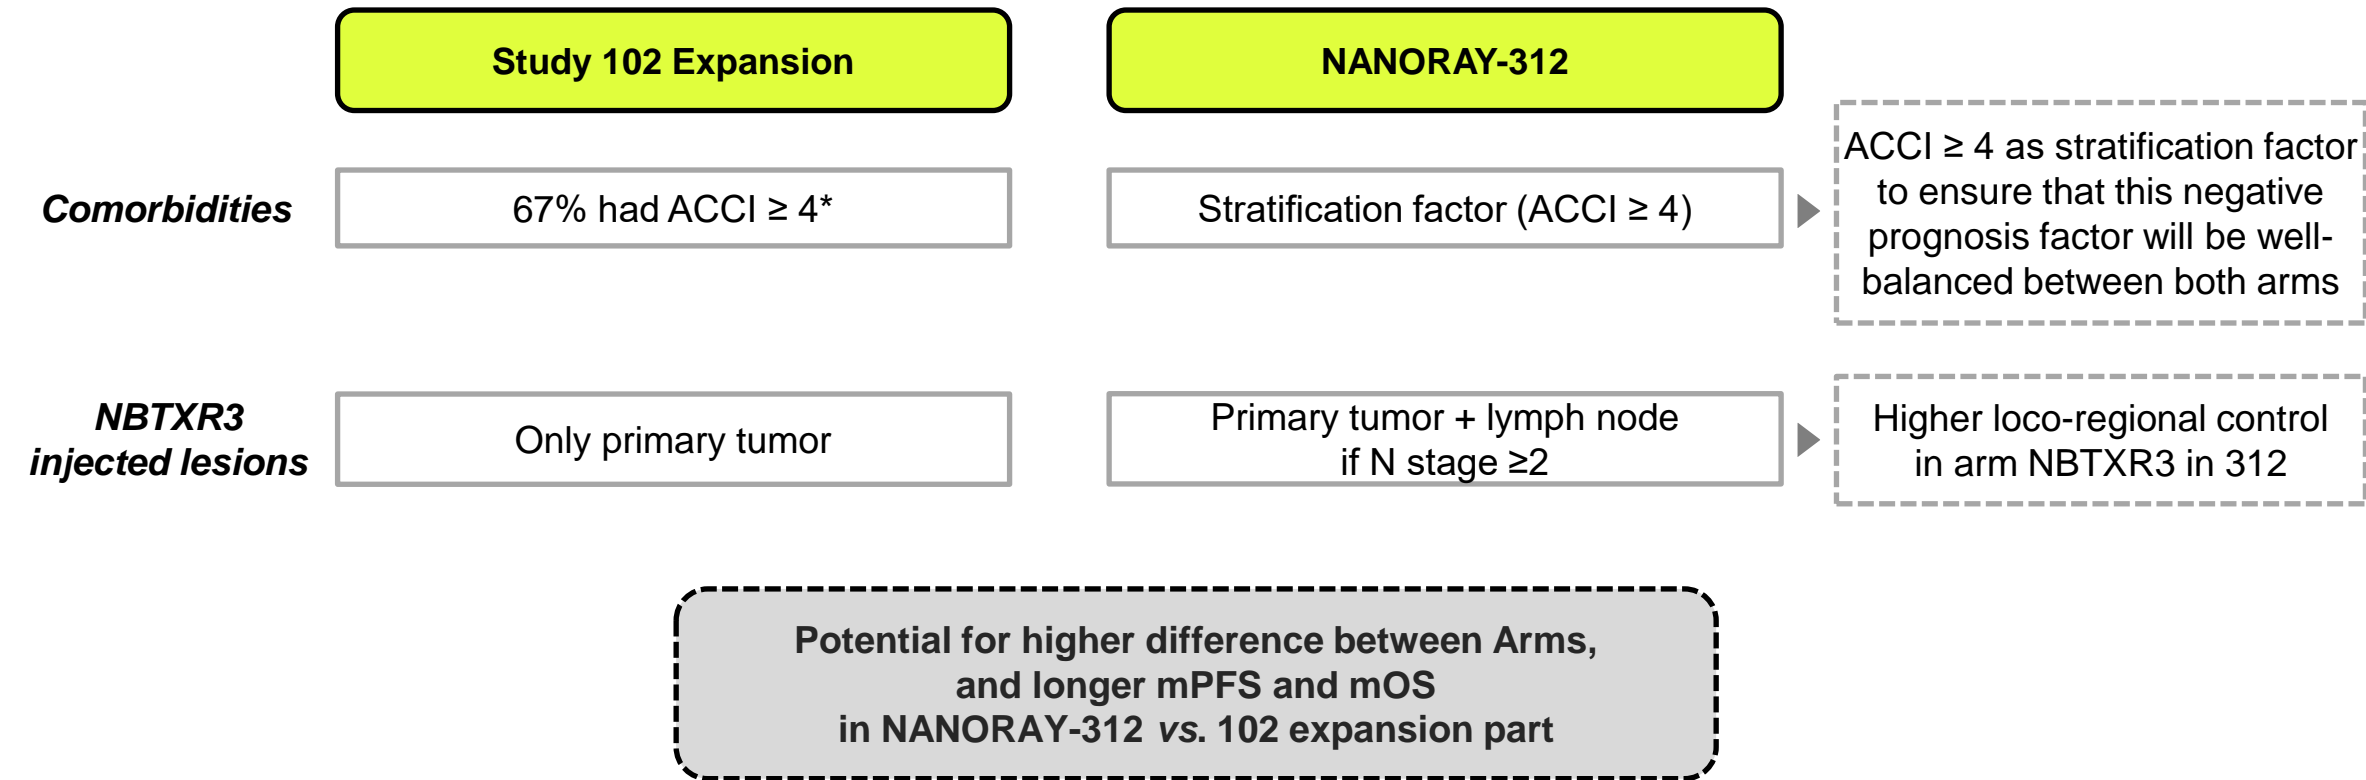 Study 102 Expansion
NANORAY-312
Comorbidities
67% had ACCI ≥ 4*
Stratification factor (ACCI ≥ 4)
ACCI ≥ 4 as stratification factor
to ensure that this negative
prognosis factor will be well-
balanced between both arms
NBTXR3
injected lesions
Only primary tumor
Primary tumor + lymph node
if N stage ≥2
Higher loco-regional control
in arm NBTXR3 in 312
Potential for higher difference between Arms,
and longer mPFS and mOS
in NANORAY-312 vs. 102 expansion part